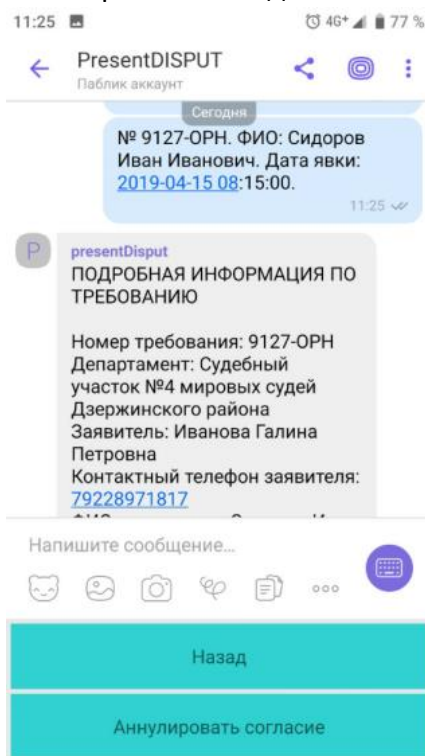 11:25 4G+ 77 %
PresentDISPUT
Паблик аккаунт
Сегодня
№ 9127-ОРН. ФИО: Сидоров
Иван Иванович. Дата явки:
2019-04-15 08:15:00.
11:25
P
presentDisput
ПОДРОБНАЯ ИНФОРМАЦИЯ ПО
ТРЕБОВАНИЮ
Номер требования: 9127-ОРН
Департамент: Судебный
участок №4 мировых судей
Дзержинского района
Заявитель: Иванова Галина
Петровна
Контактный телефон заявителя:
79228971817
Напишите сообщение...
Назад
Аннулировать согласие